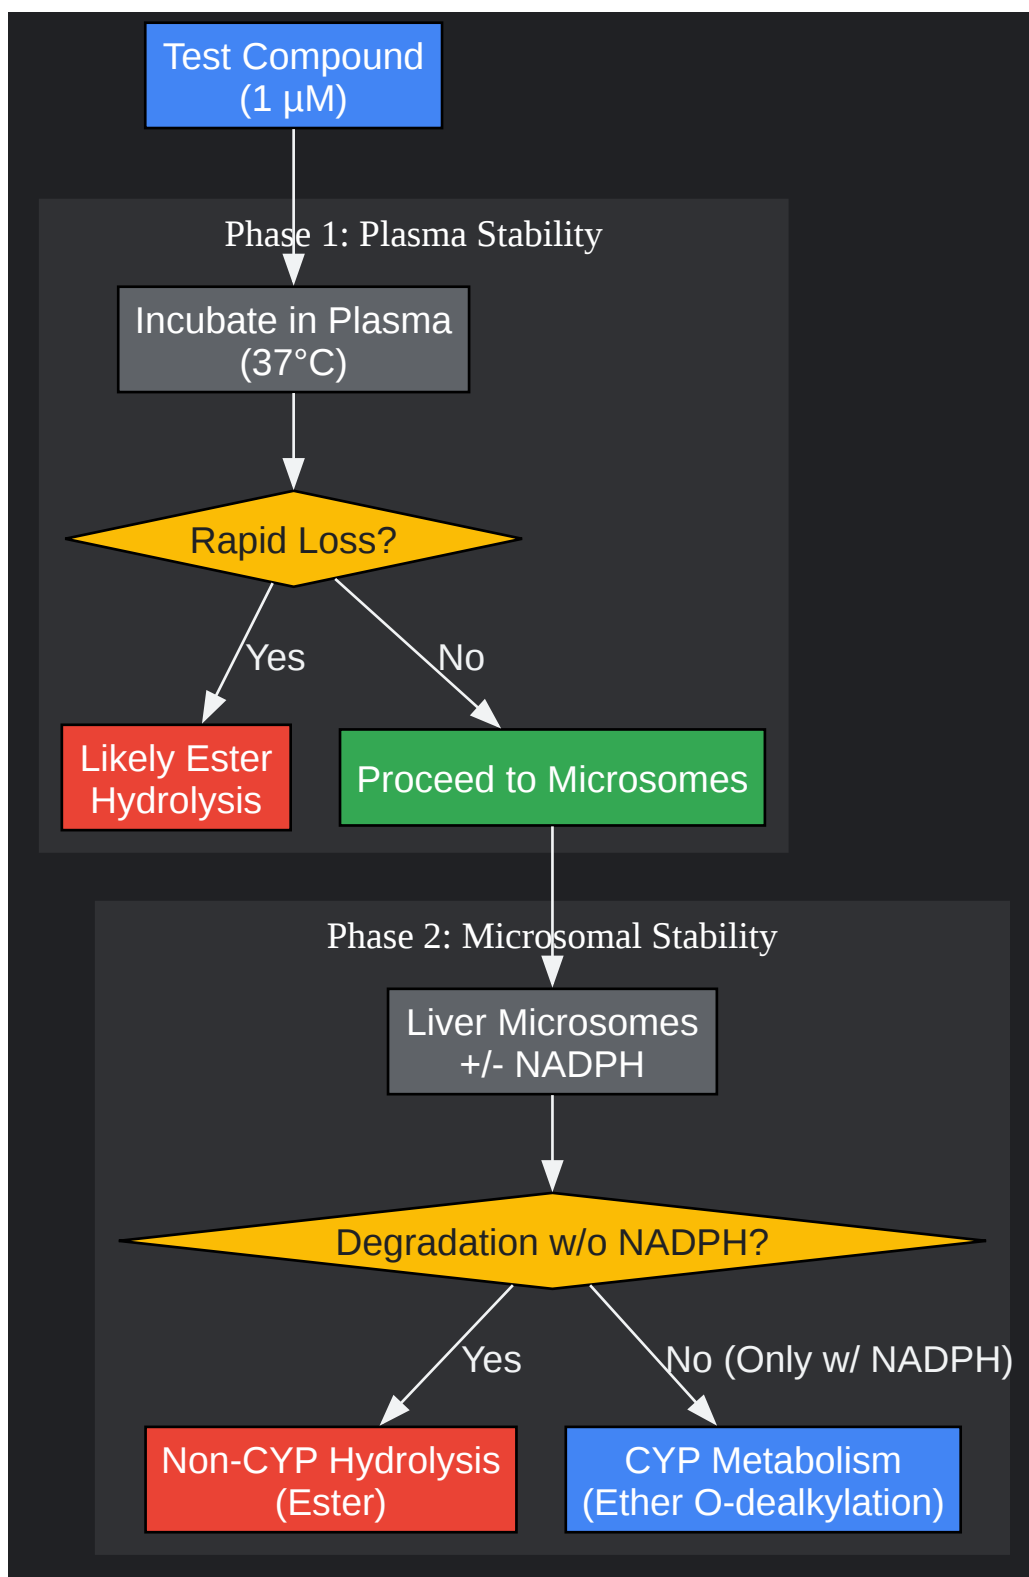 Test Compound
(1 µM)
Phase 1: Plasma Stability
Incubate in Plasma
(37°C)
Rapid Loss?
Yes
No
Likely Ester
Hydrolysis
Proceed to Microsomes
Phase 2: Microsomal Stability
Liver Microsomes
+/- NADPH
Degradation w/o NADPH?
Yes
No (Only w/ NADPH)
Non-CYP Hydrolysis
(Ester)
CYP Metabolism
(Ether O-dealkylation)